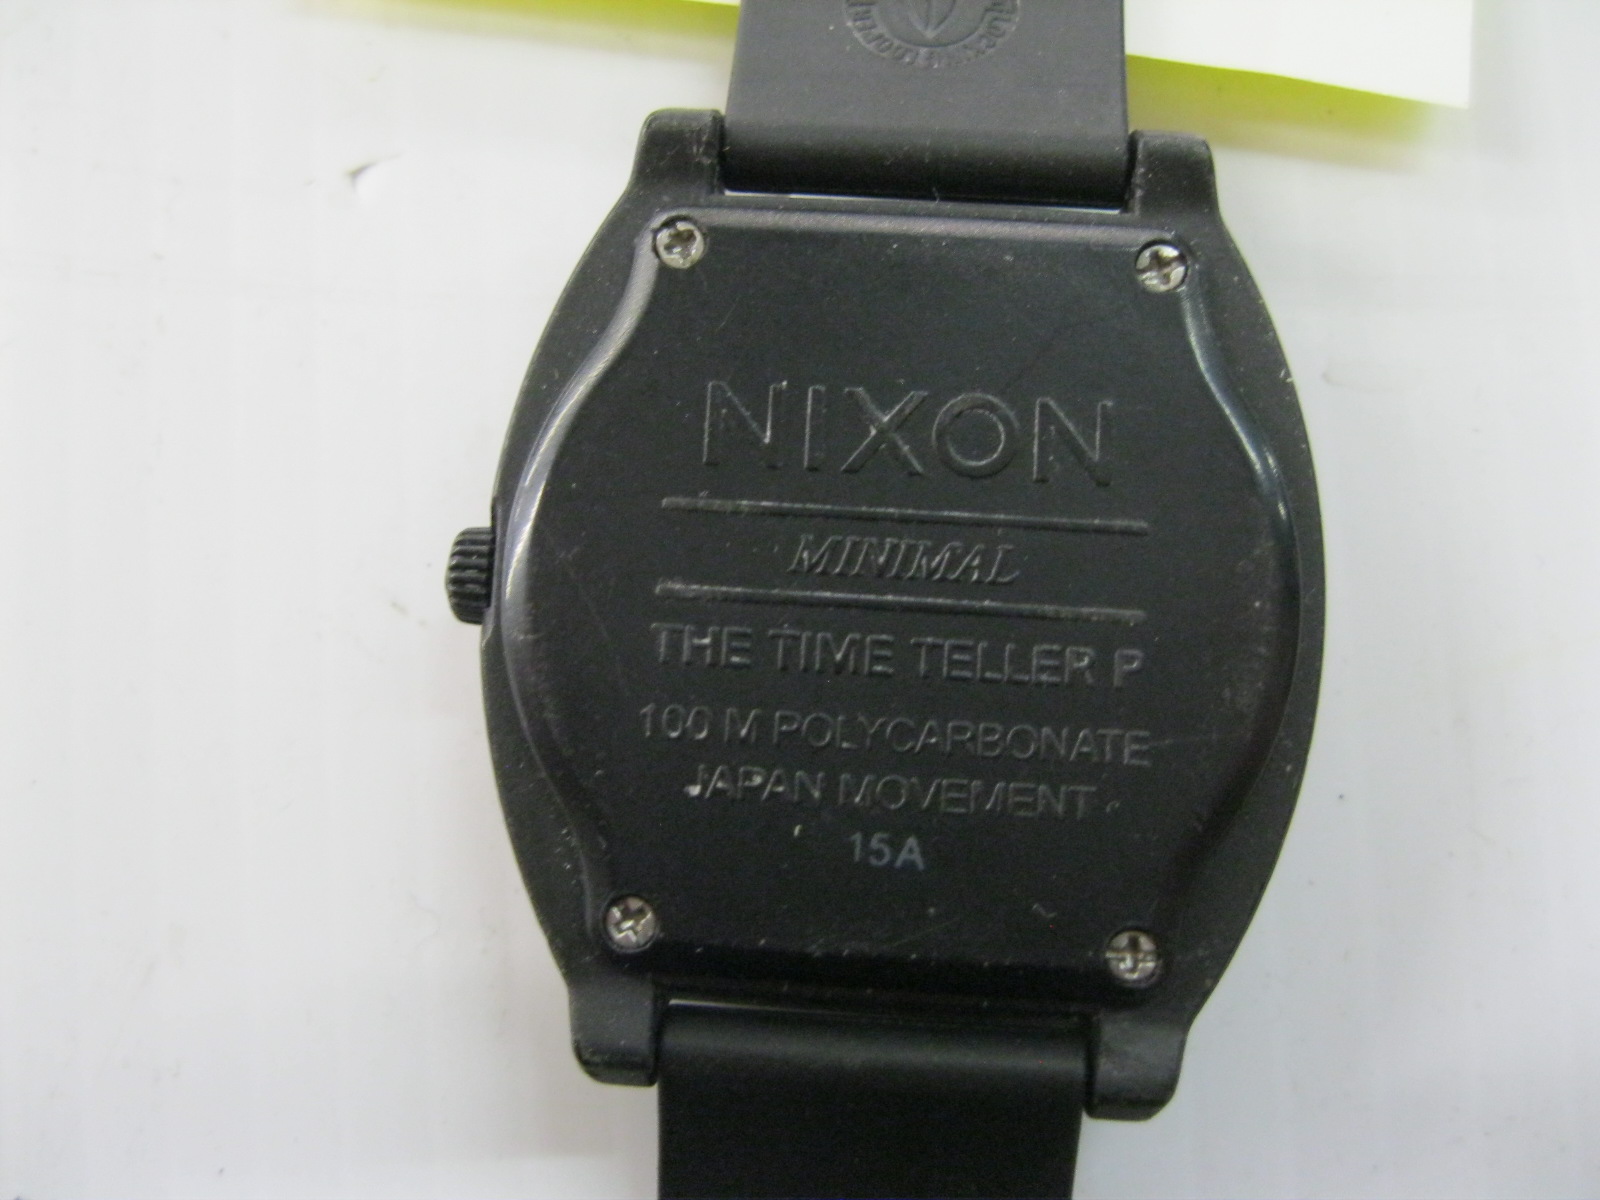 NIXON
MINIMAL
THE TIME TELLER P
100 M POLYCARBONATE
JAPAN MOVEMENT
15A